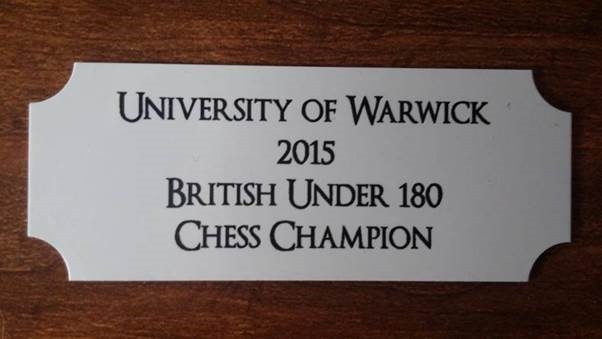 University of Warwick
2015
British Under 180
Chess Champion